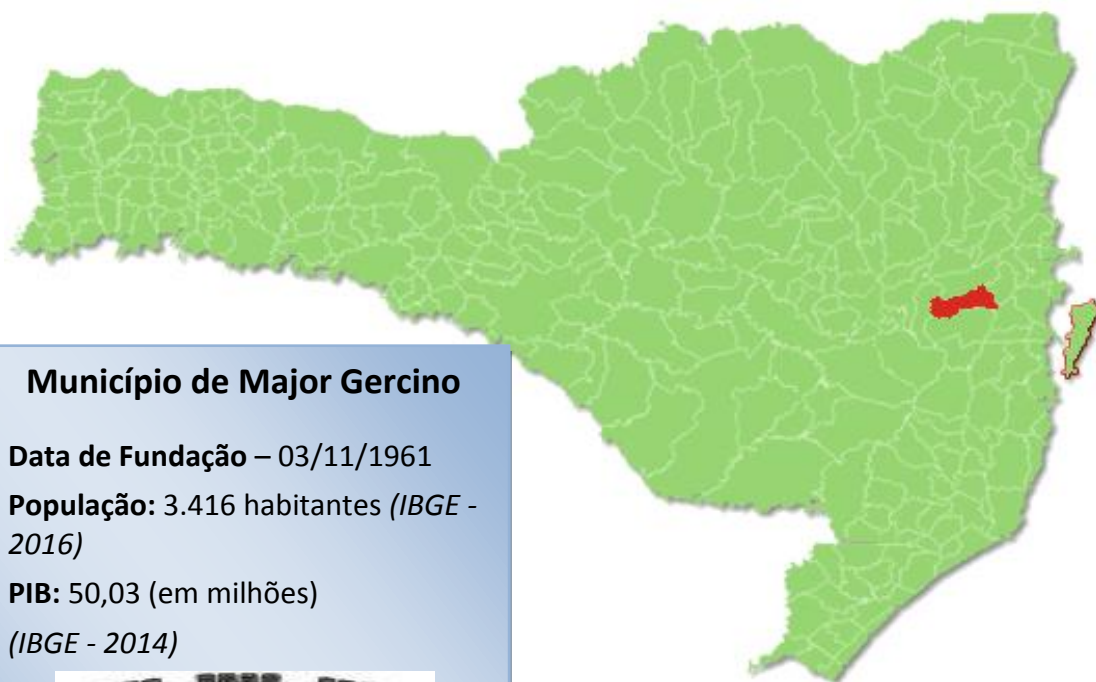 Município de Major Gercino
Data de Fundação – 03/11/1961
População: 3.416 habitantes (IBGE -
2016)
PIB: 50,03 (em milhões)
(IBGE - 2014)